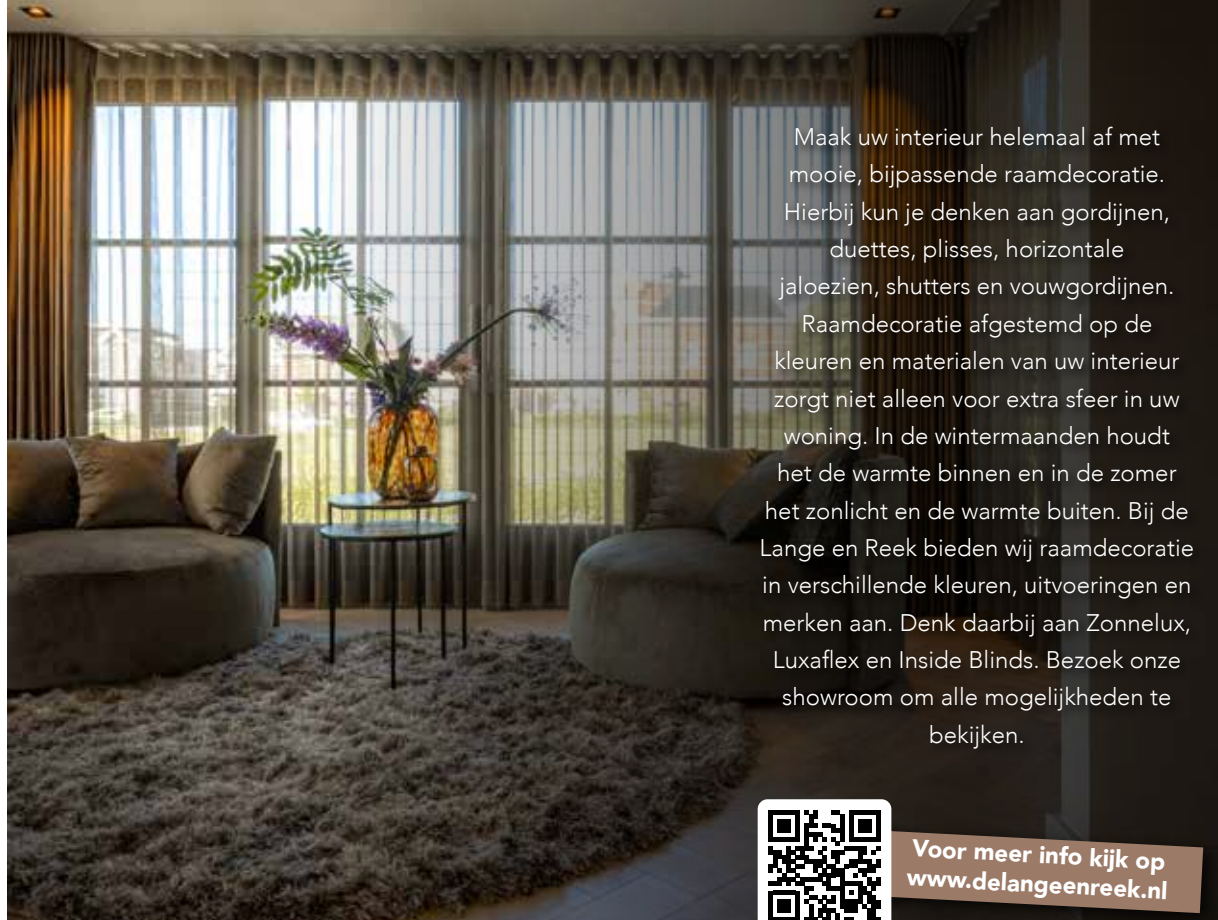 Maak uw interieur helemaal af met
mooie, bijpassende raamdecoratie.
Hierbij kun je denken aan gordijnen,
duettes, plisses, horizontale
jaloezien, shutters en vouwgordijnen.
Raamdecoratie afgestemd op de
kleuren en materialen van uw interieur
zorgt niet alleen voor extra sfeer in uw
woning. In de wintermaanden houdt
het de warmte binnen en in de zomer
het zonlicht en de warmte buiten. Bij de
Lange en Reek bieden wij raamdecoratie
in verschillende kleuren, uitvoeringen en
merken aan. Denk daarbij aan Zonnelux,
Luxaflex en Inside Blinds. Bezoek onze
showroom om alle mogelijkheden te
bekijken.
Voor meer info kijk op
www.delangeenreek.nl